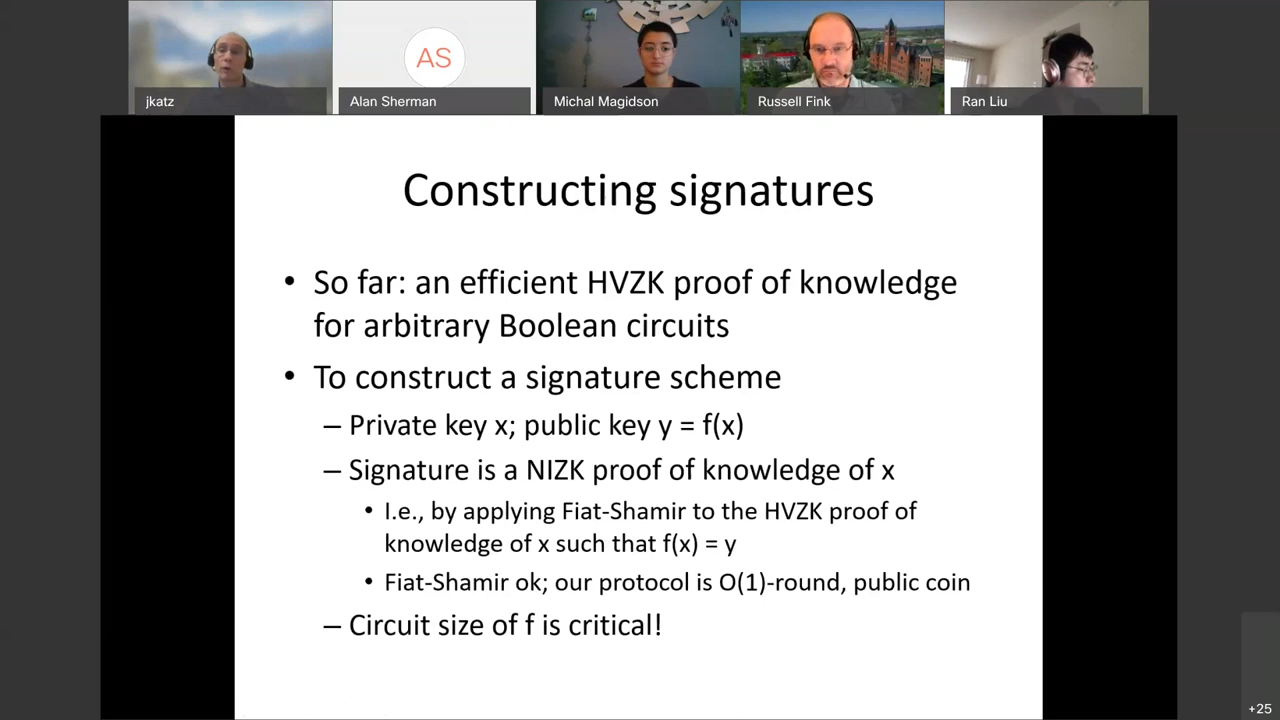 AS
jkatz
Alan Sherman
Michal Magidson
Russell Fink
Ran Liu
Constructing signatures
• So far: an efficient HVZK proof of knowledge
for arbitrary Boolean circuits
• To construct a signature scheme
– Private key x; public key y = f(x)
– Signature is a NIZK proof of knowledge of x
• I.e., by applying Fiat-Shamir to the HVZK proof of
knowledge of x such that f(x) = y
• Fiat-Shamir ok; our protocol is O(1)-round, public coin
– Circuit size of f is critical!
+25